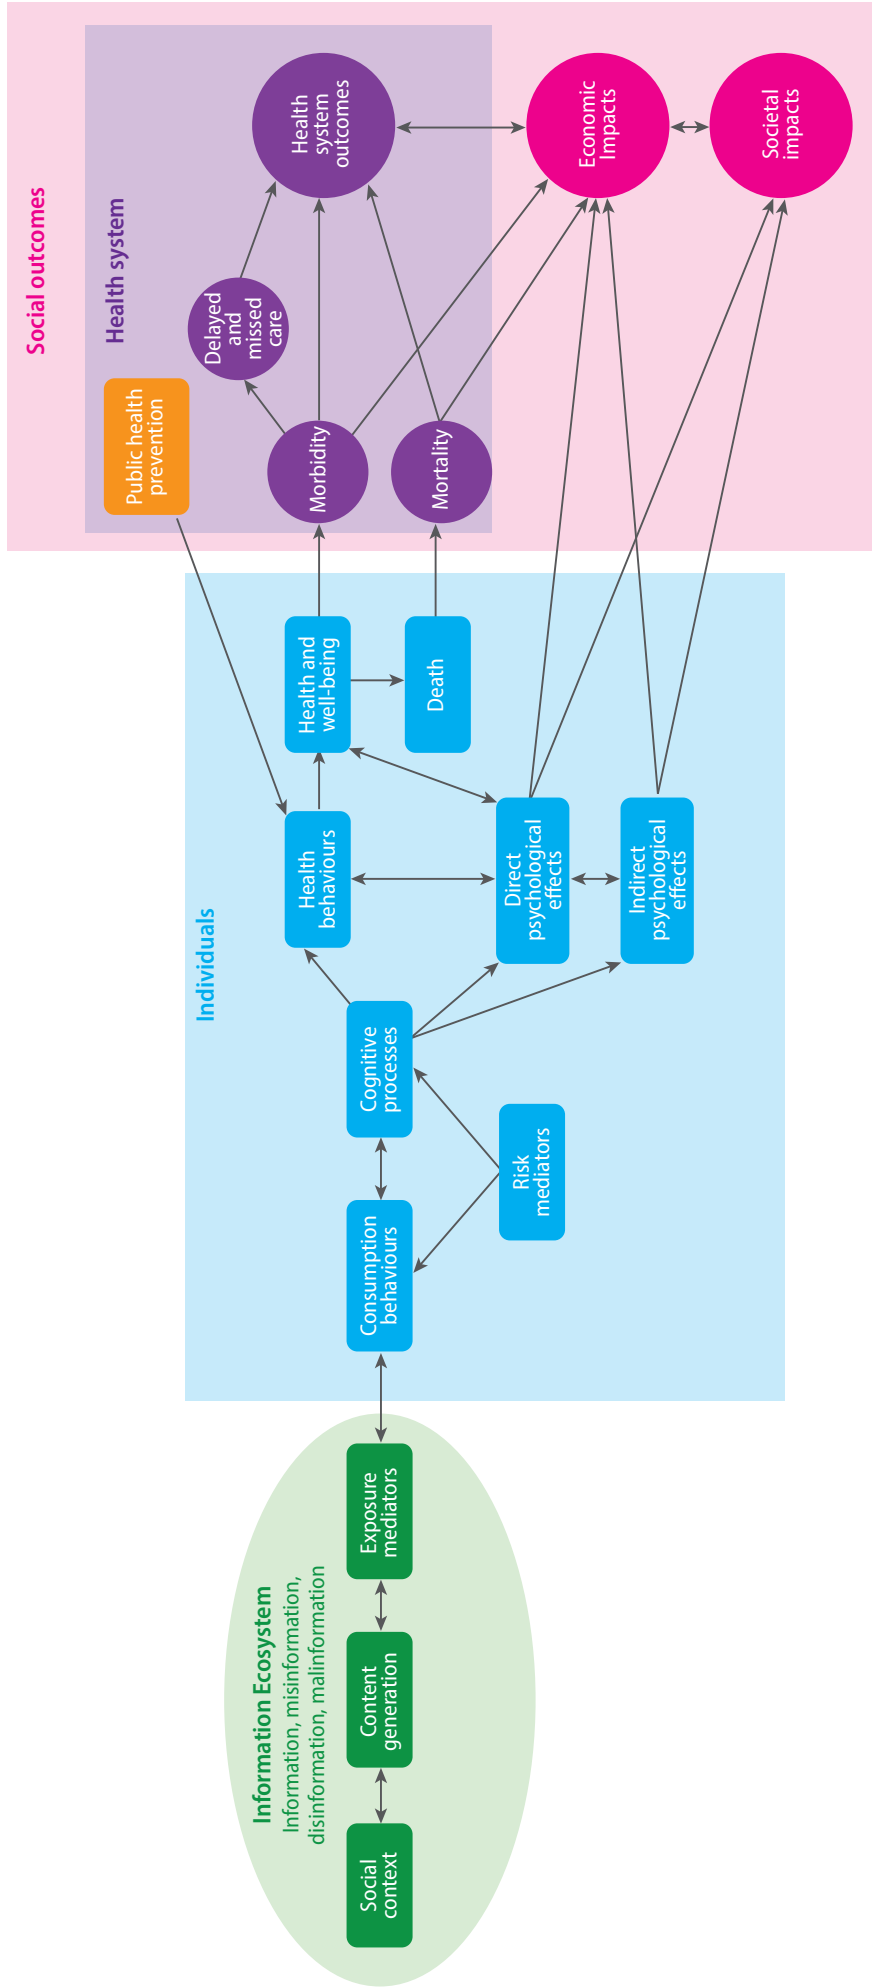 Social outcomes
Health system
Individuals
Information Ecosystem
Information, misinformation,
disinformation, malinformation
Social
context
Content
generation
Exposure
mediators
Consumption
behaviours
Cognitive
processes
Risk
mediators
Health
behaviours
Direct
psychological
effects
Indirect
psychological
effects
Health and
well-being
Death
Public health
prevention
Morbidity
Mortality
Delayed
and
missed
care
Health
system
outcomes
Economic
Impacts
Societal
impacts